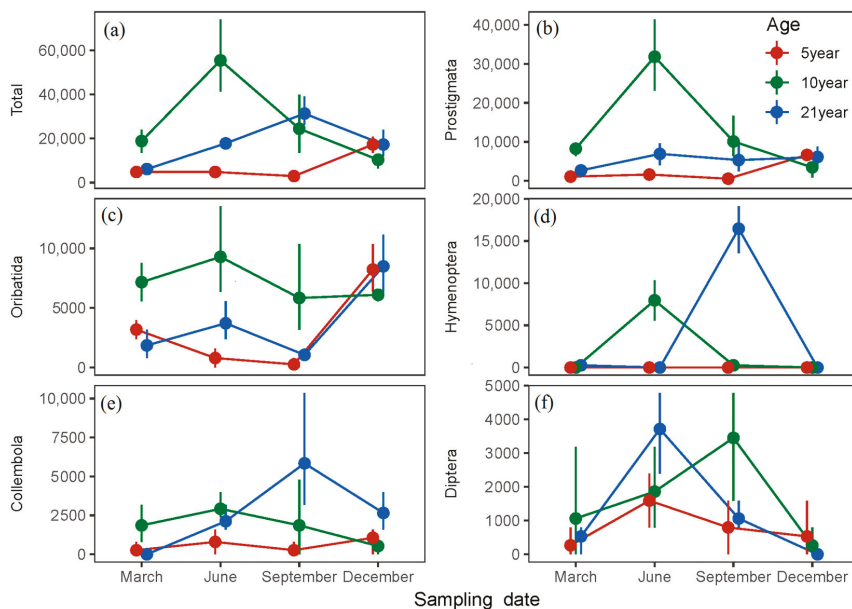 (a)
Total
60,000
40,000
20,000
0
(b)
Prostigmata
40,000
30,000
20,000
10,000
0
Age
5year
10year
21year
(c)
Oribatida
10,000
5000
0
(d)
Hymenoptera
20,000
15,000
10,000
5000
0
(e)
Collembola
10,000
7500
5000
2500
0
March June September December
(f)
Diptera
5000
4000
3000
2000
1000
0
March June September December
Sampling date